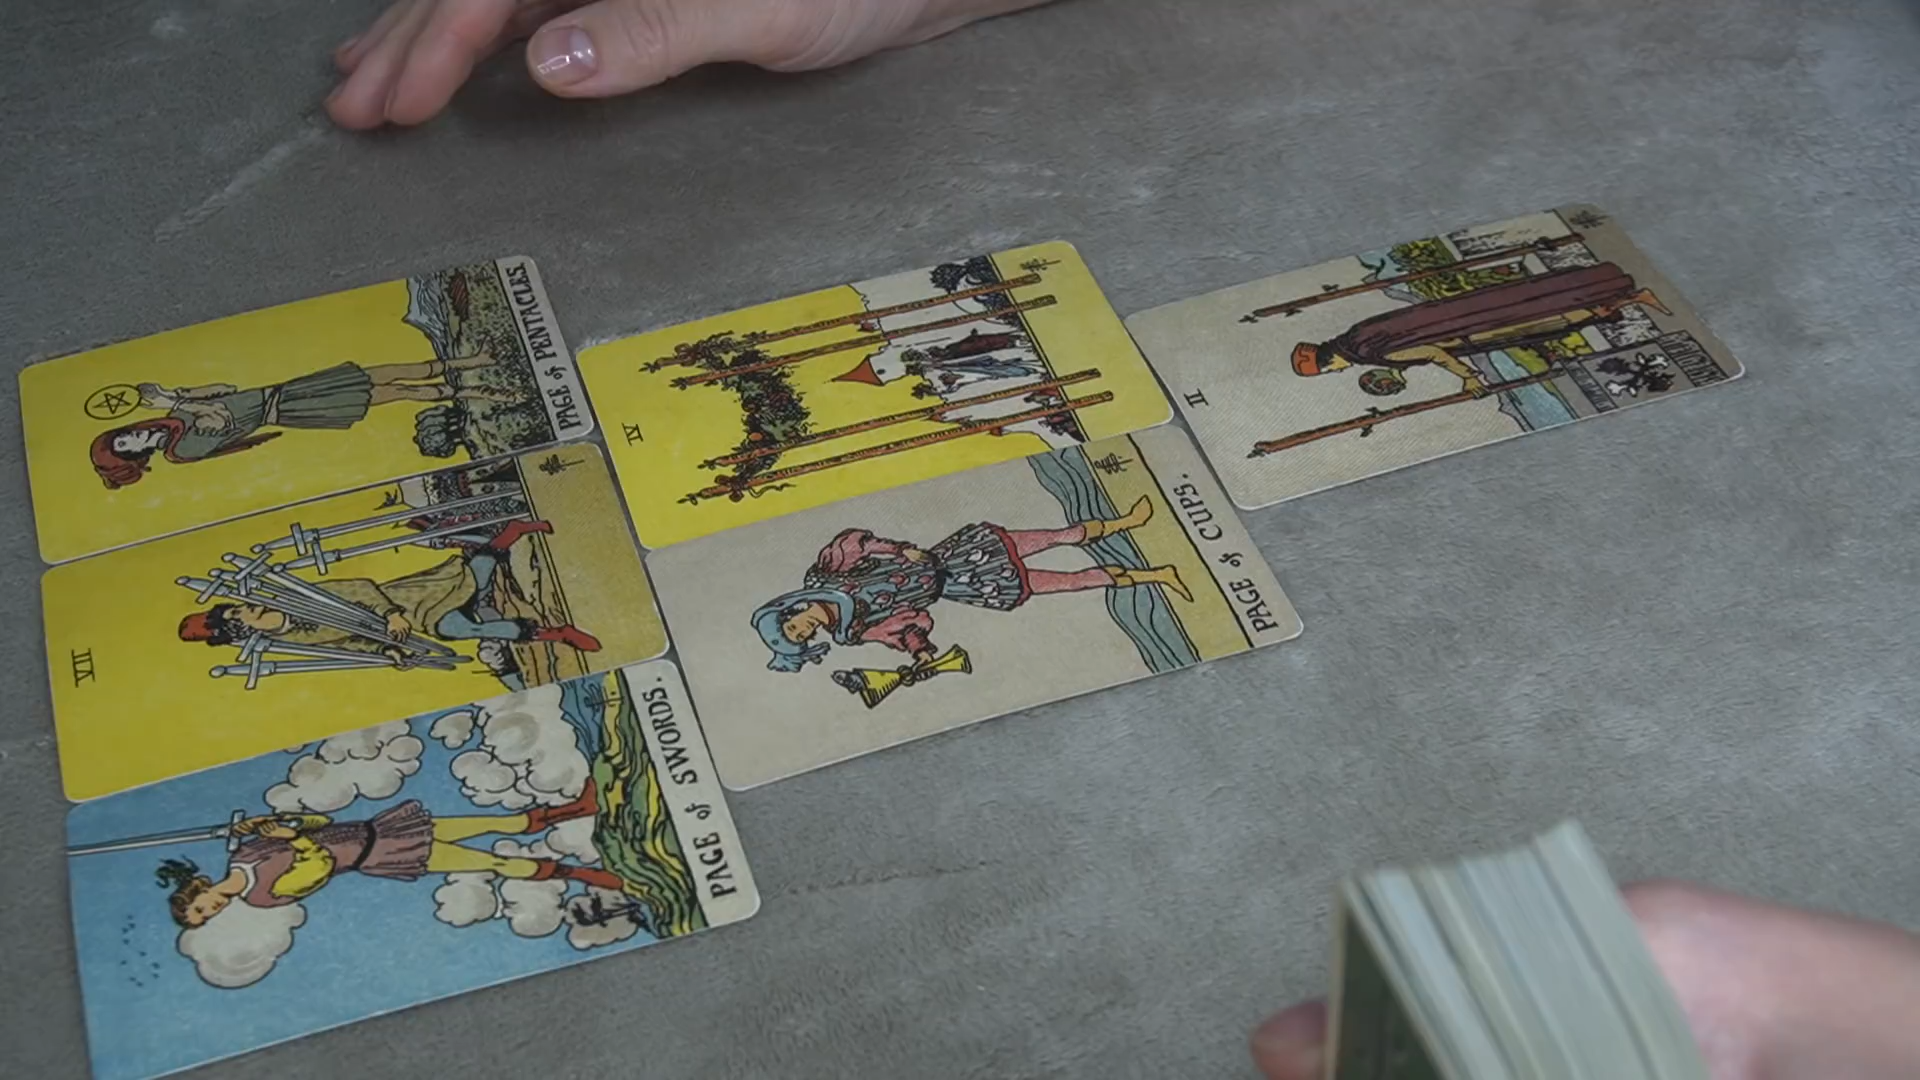 PAGE of PENTACLES.
IV
II
VII
PAGE of CUPS.
PAGE of SWORDS.